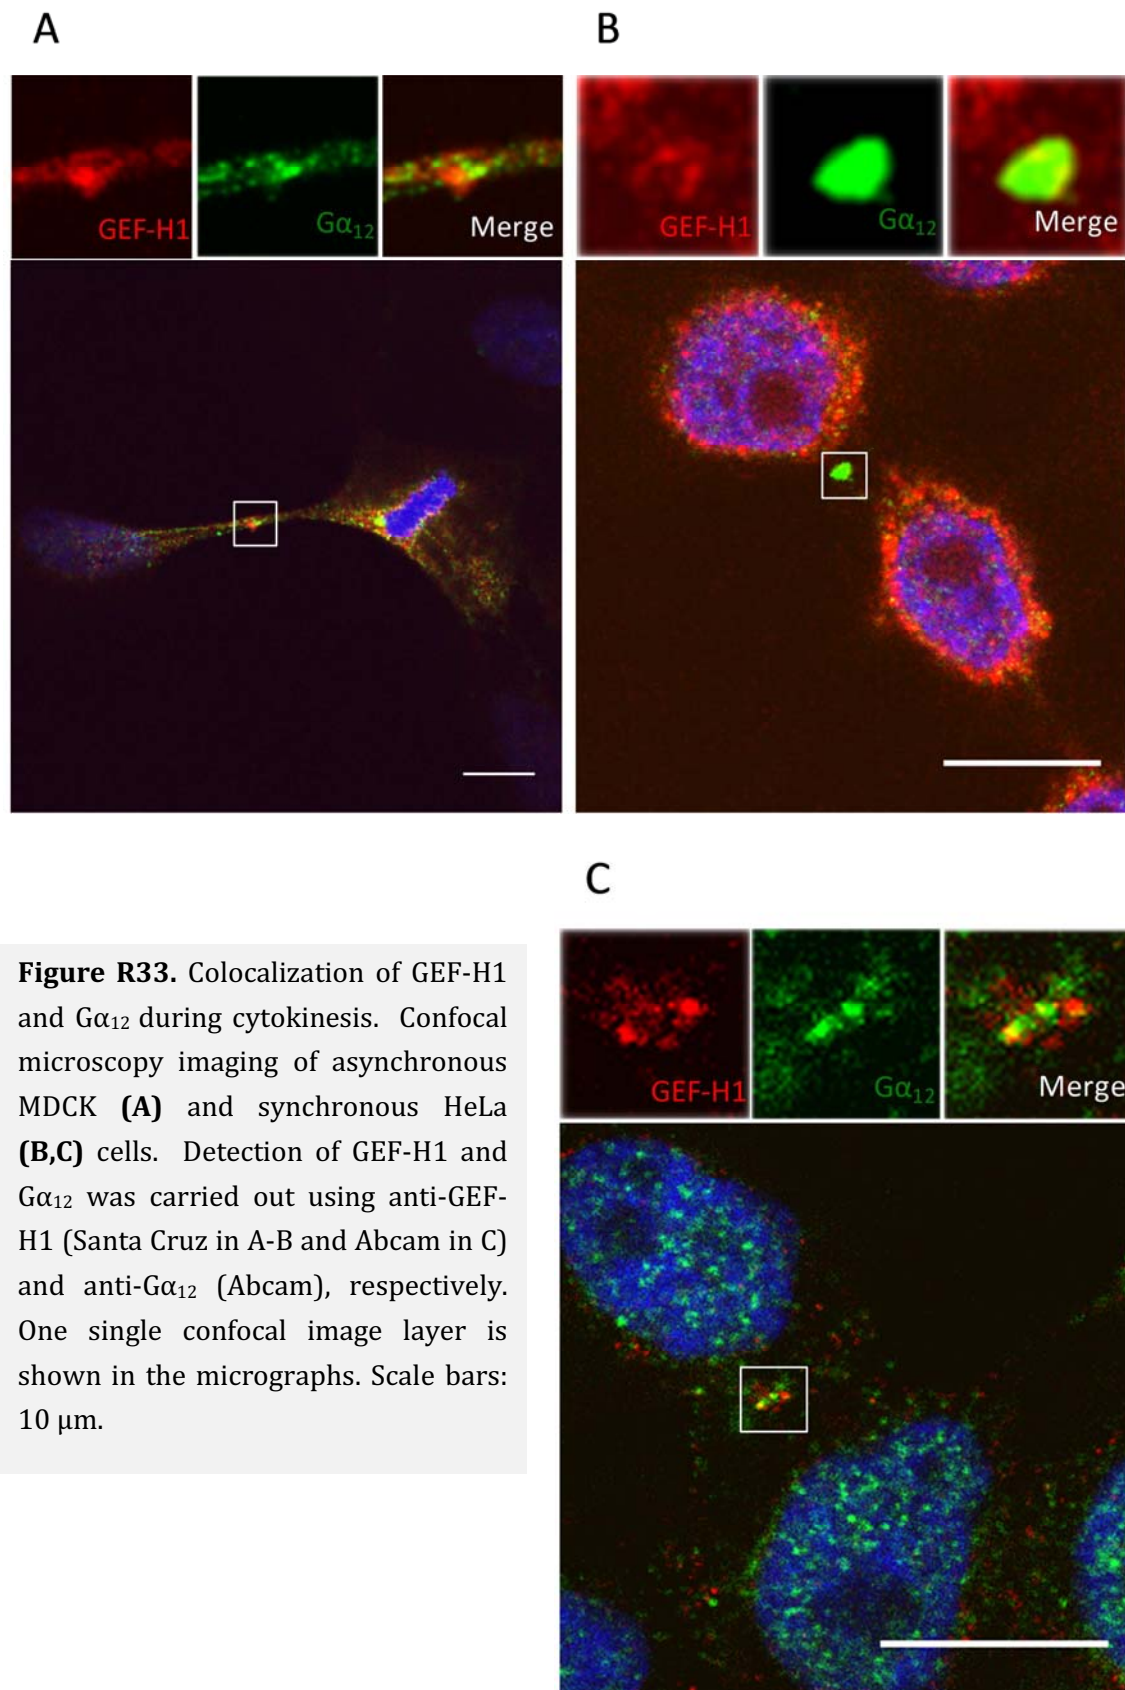 A
B
GEF-H1
Gα₁₂
Merge
GEF-H1
Gα₁₂
Merge
C
GEF-H1
Gα₁₂
Merge
Figure R33. Colocalization of GEF-H1
and Gα₁₂ during cytokinesis. Confocal
microscopy imaging of asynchronous
MDCK (A) and synchronous HeLa
(B,C) cells. Detection of GEF-H1 and
Gα₁₂ was carried out using anti-GEF-
H1 (Santa Cruz in A-B and Abcam in C)
and anti-Gα₁₂ (Abcam), respectively.
One single confocal image layer is
shown in the micrographs. Scale bars:
10 μm.